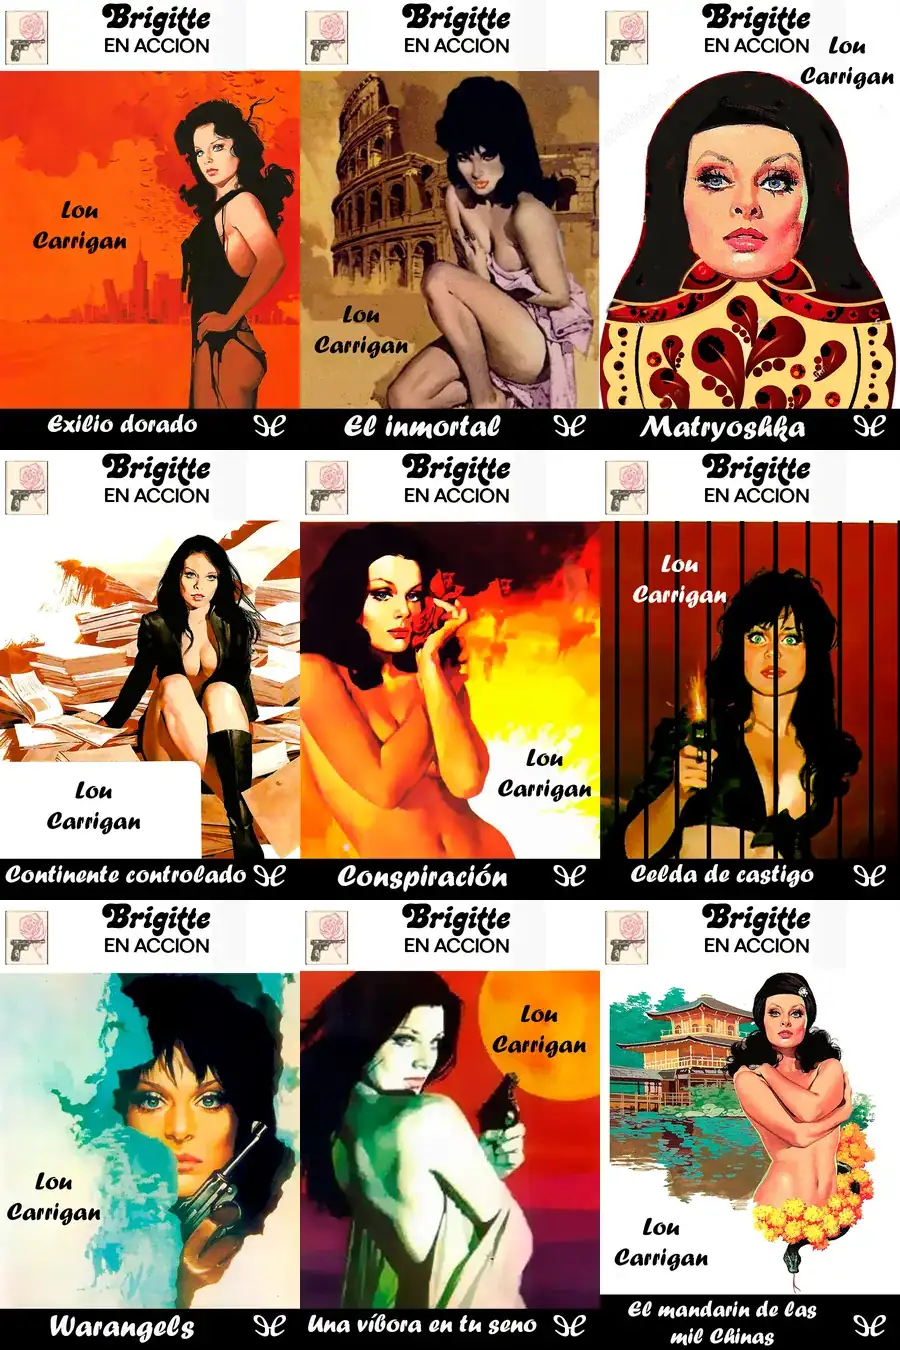 Brigitte
EN ACCION
Lou
Carrigan
Exilio dorado
Brigitte
EN ACCION
Lou
Carrigan
El inmortal
Brigitte
EN ACCION
Lou
Carrigan
Matryoshka
Brigitte
EN ACCION
Lou
Carrigan
Continente controlado
Brigitte
EN ACCION
Lou
Carrigan
Conspiración
Brigitte
EN ACCION
Lou
Carrigan
Celda de castigo
Brigitte
EN ACCION
Lou
Carrigan
Warangels
Brigitte
EN ACCION
Lou
Carrigan
Una víbora en tu seno
Brigitte
EN ACCION
Lou
Carrigan
El mandarin de las
mil Chinas